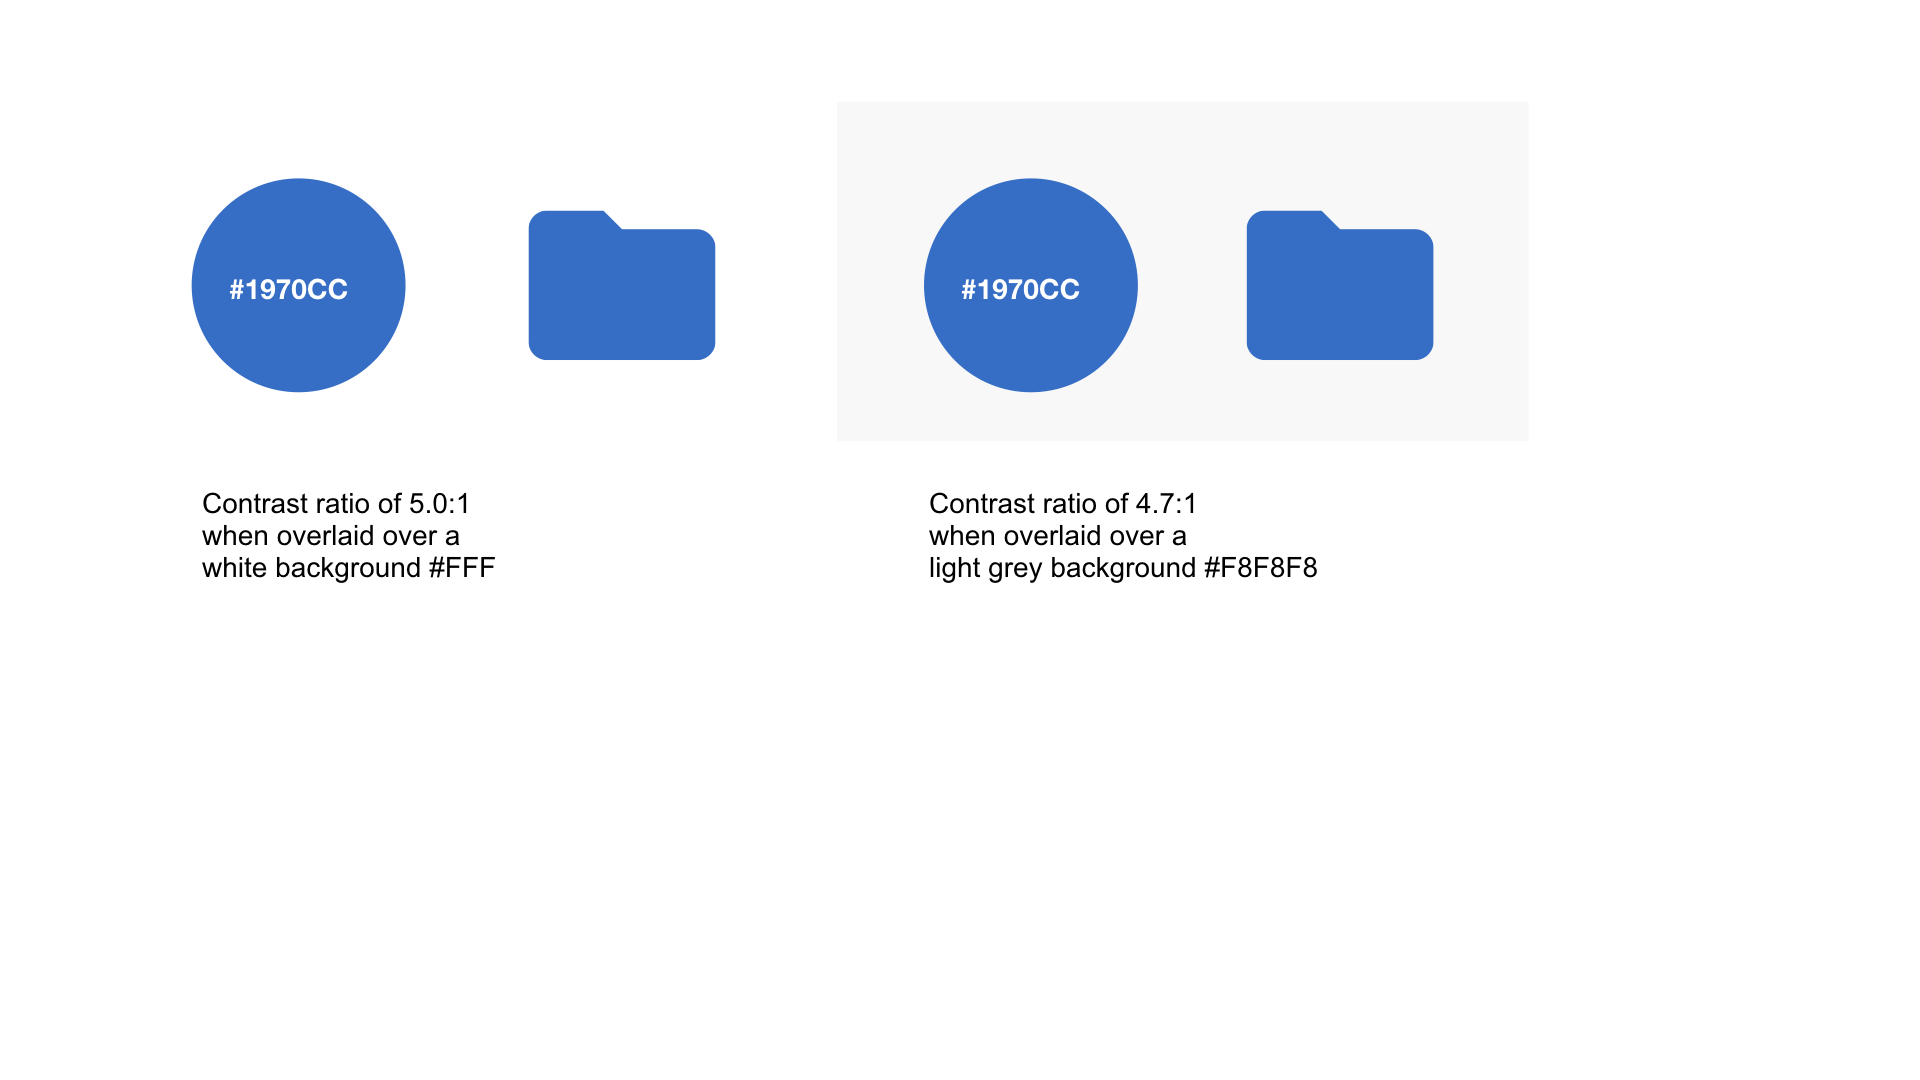 #1970CC
#1970CC
Contrast ratio of 5.0:1
when overlaid over a
white background #FFF
Contrast ratio of 4.7:1
when overlaid over a
light grey background #F8F8F8